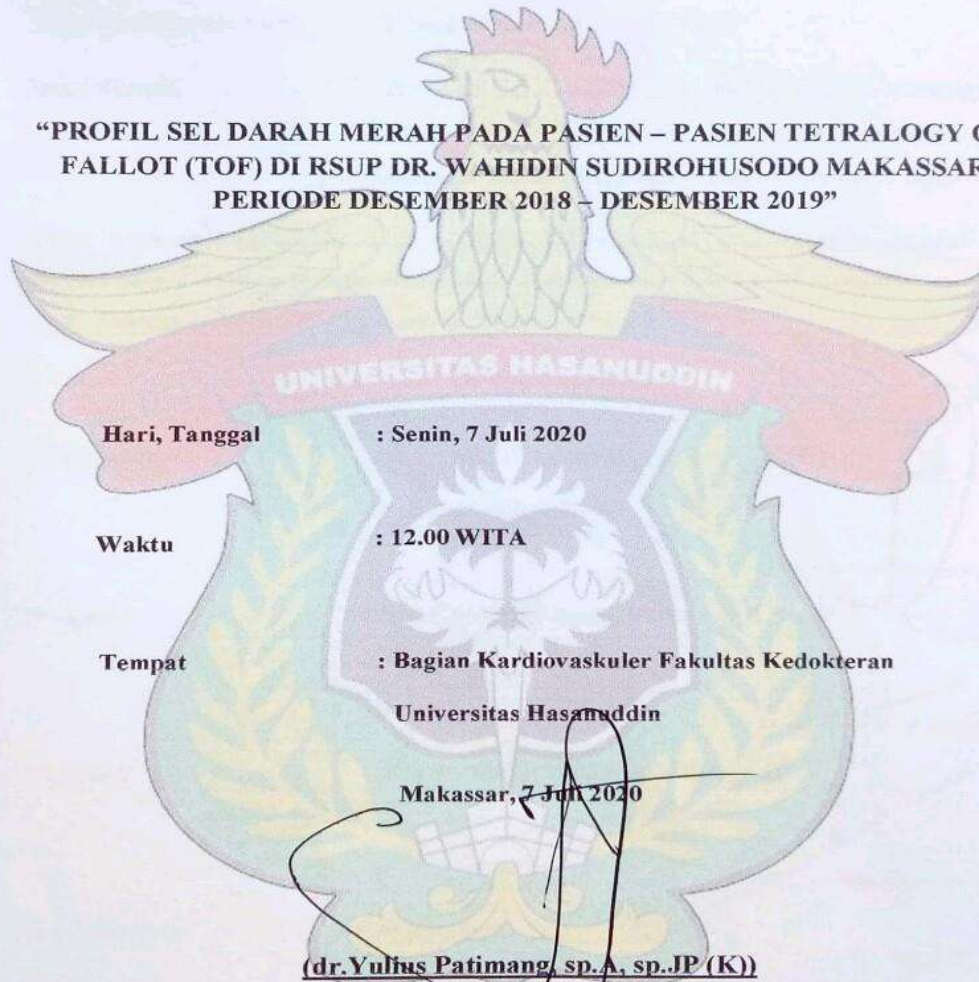 “PROFIL SEL DARAH MERAH PADA PASIEN – PASIEN TETRALOGY
FALLOT (TOF) DI RSUP DR. WAHIDIN SUDIROHUSODO MAKASSAR
PERIODE DESEMBER 2018 – DESEMBER 2019”
UNIVERSITAS HASANUDDIN
Hari, Tanggal : Senin, 7 Juli 2020
Waktu : 12.00 WITA
Tempat : Bagian Kardiovaskuler Fakultas Kedokteran
Universitas Hasanuddin
Makassar, 7 Juli 2020
(dr.Yulius Patimang, sp.A, sp.JP (K))